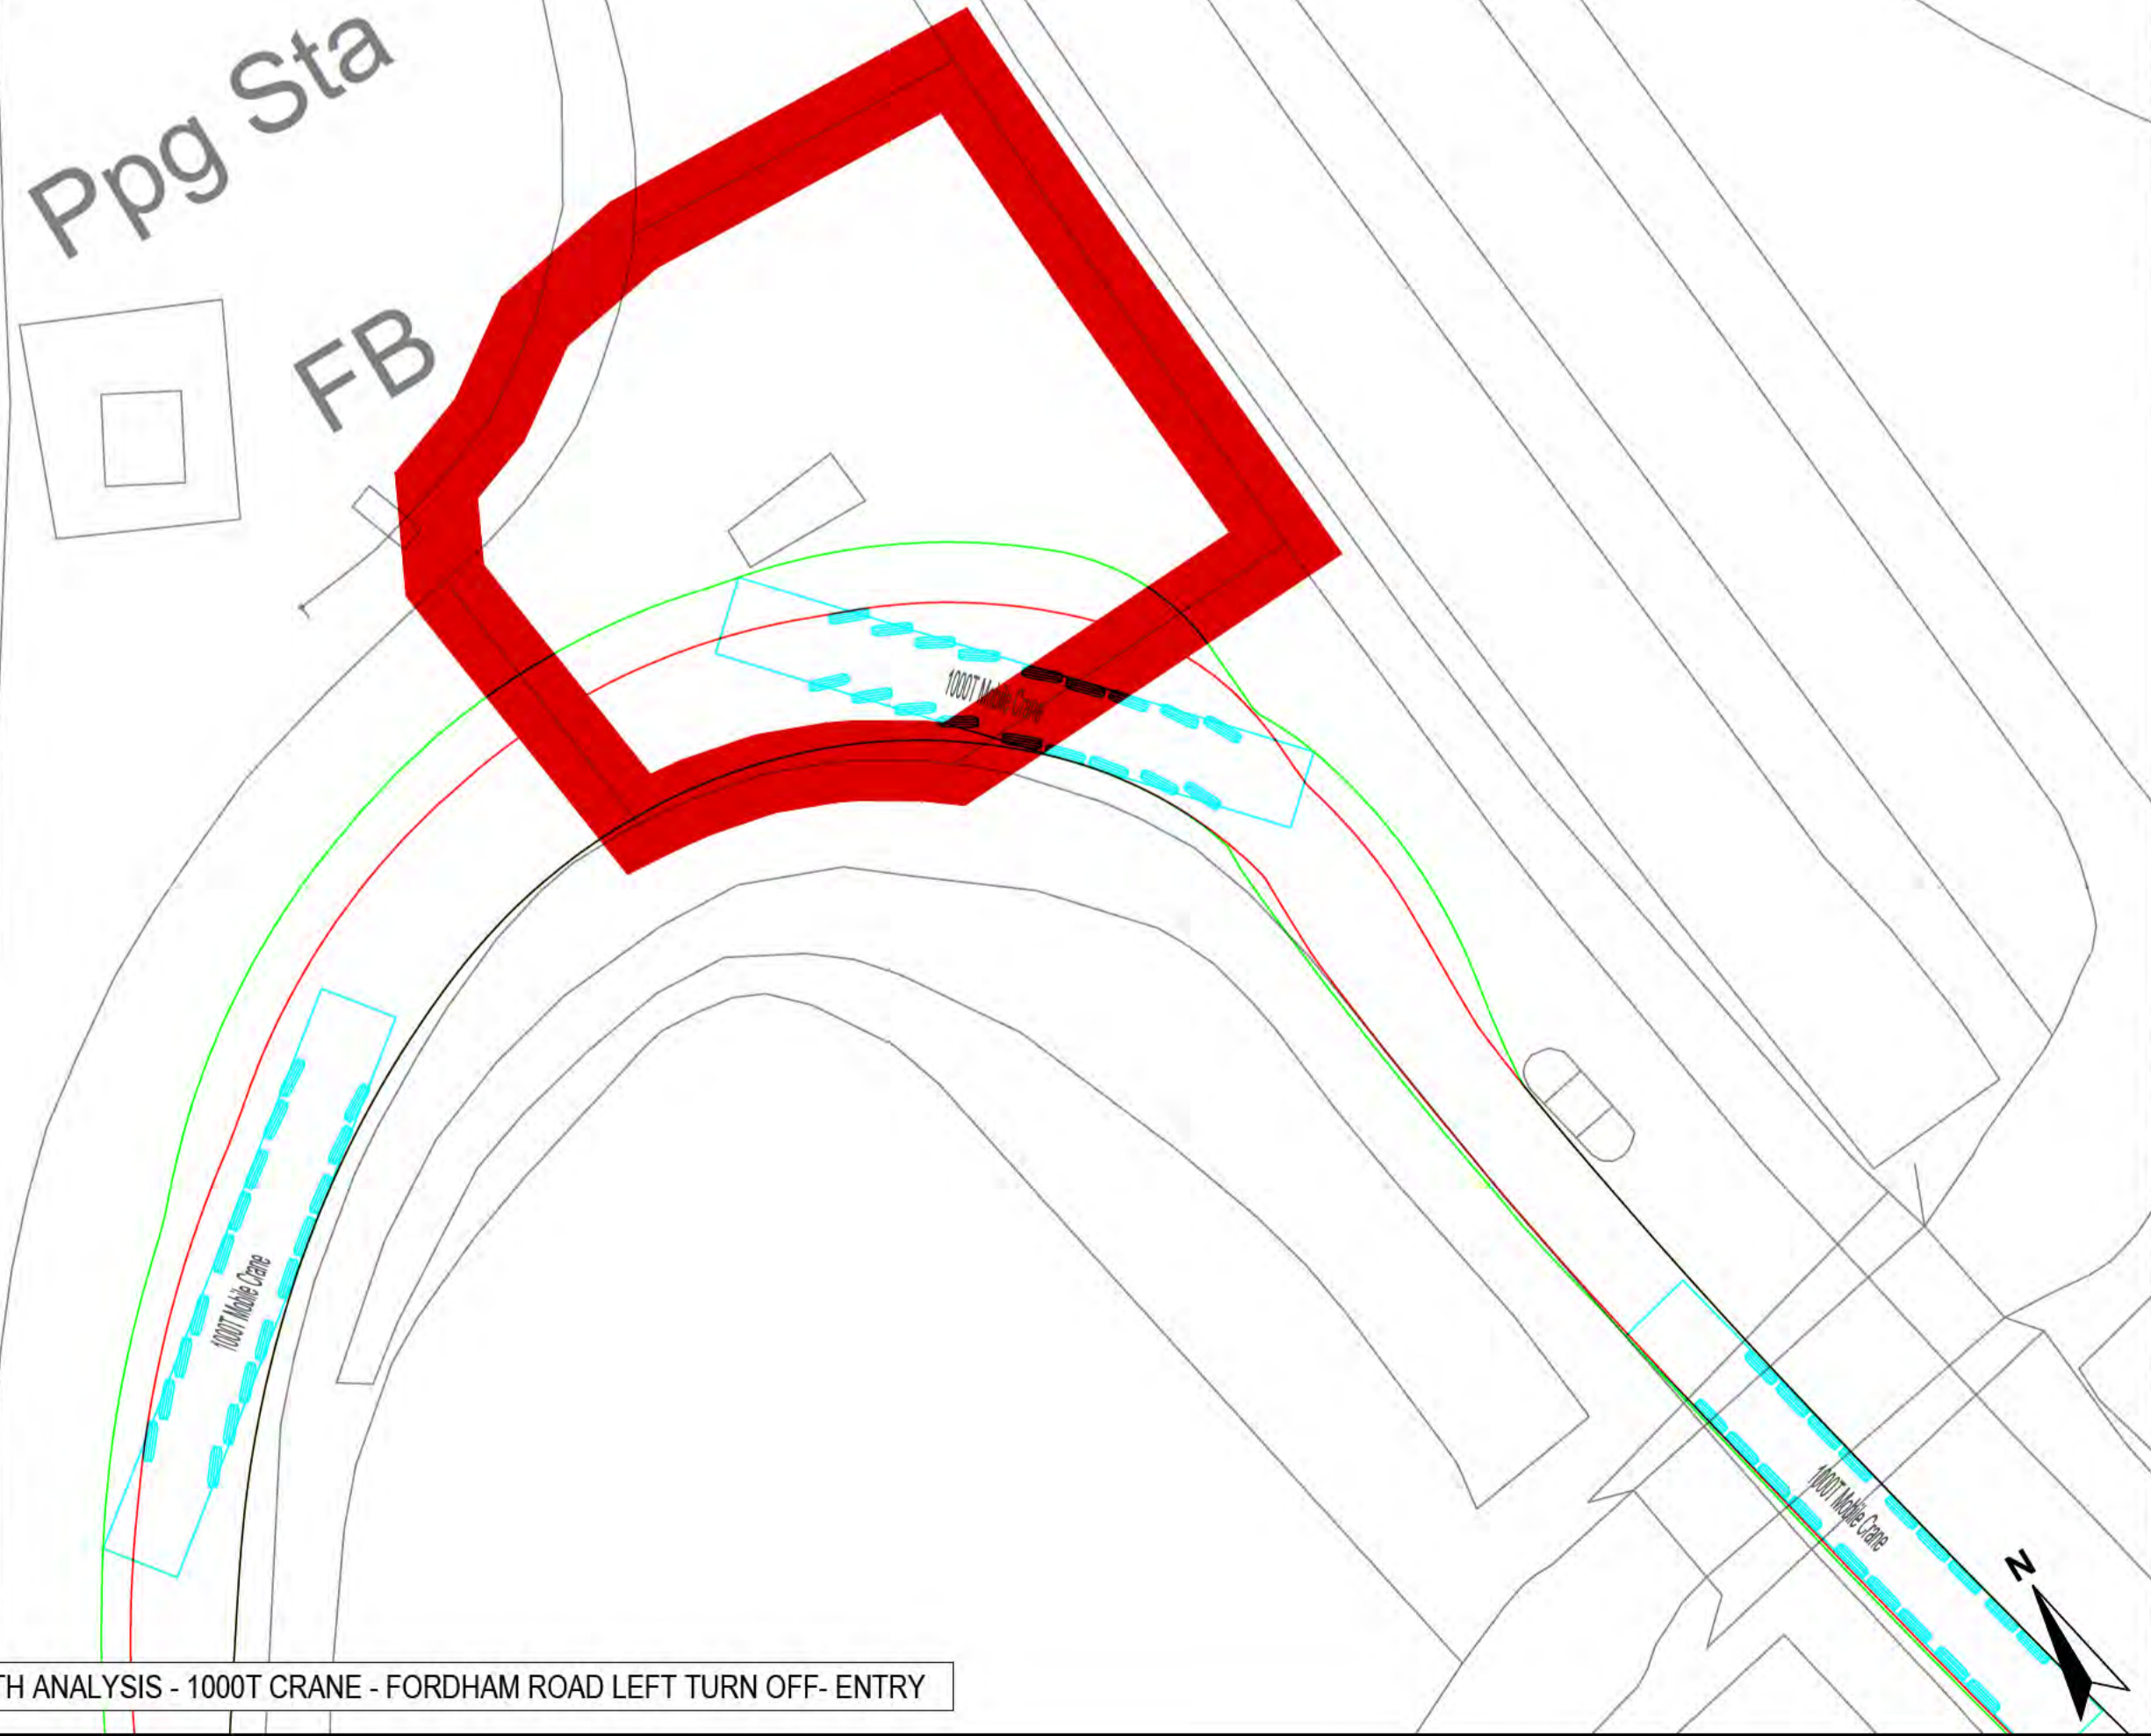 Ppg Sta
FB
1000T Mobile Crane
1000T Mobile Crane
1000T Mobile Crane
N
TH ANALYSIS - 1000T CRANE - FORDHAM ROAD LEFT TURN OFF- ENTRY